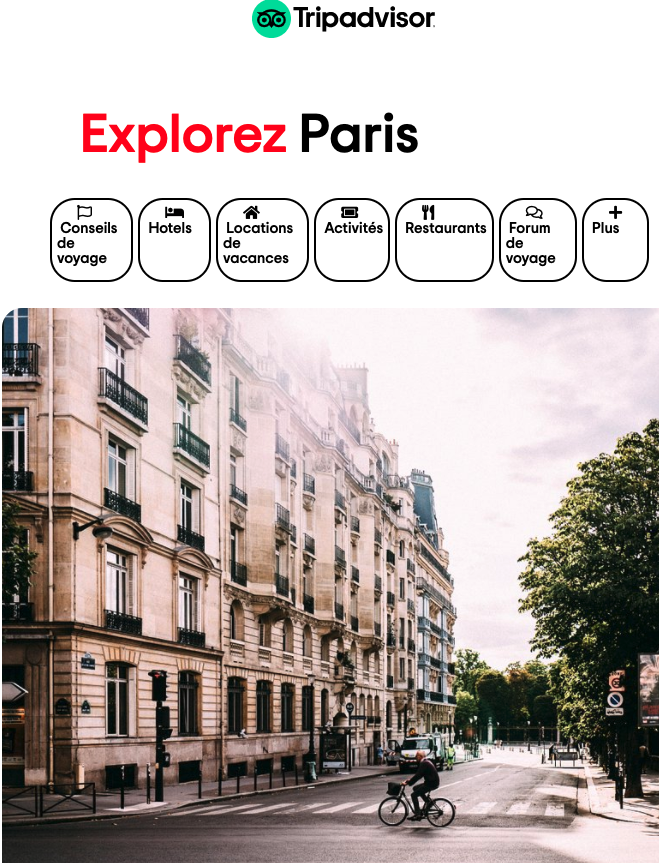 Tripadvisor
Explorez Paris
Conseils
de
voyage
Hotels
Locations
de
vacances
Activités
Restaurants
Forum
de
voyage
Plus